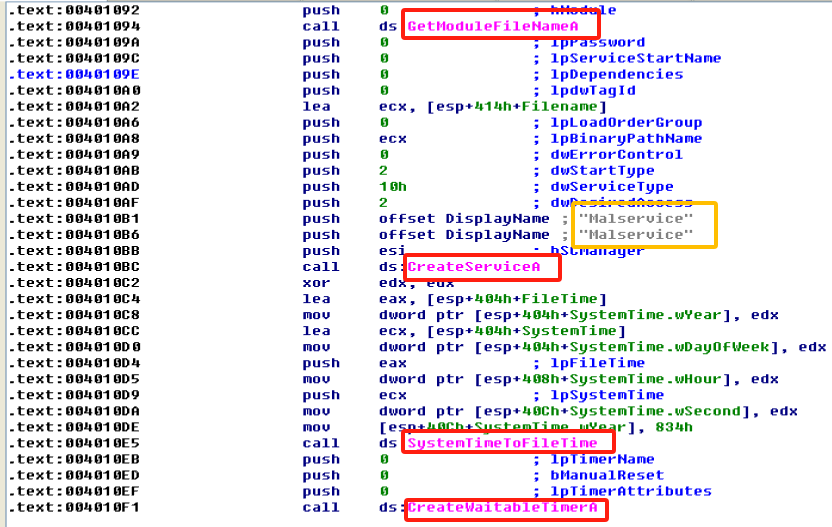 .text:00401092 push 0 ; hModule
.text:00401094 call ds GetModuleFileNameA
.text:0040109A push 0 ; lpPassword
.text:0040109C push 0 ; lpServiceStartName
.text:0040109E push 0 ; lpDependencies
.text:004010A0 push 0 ; lpdwTagId
.text:004010A2 lea ecx, [esp+414h+Filename]
.text:004010A6 push 0 ; lpLoadOrderGroup
.text:004010A8 push ecx ; lpBinaryPathName
.text:004010A9 push 0 ; dwErrorControl
.text:004010AB push 2 ; dwStartType
.text:004010AD push 10h ; dwServiceType
.text:004010AF push 2 ; dwDesiredAccess
.text:004010B1 push offset DisplayName ; "Malservice"
.text:004010B6 push offset DisplayName ; "Malservice"
.text:004010BB push esi ; hSCManager
.text:004010BC call ds:CreateServiceA
.text:004010C2 xor edx, edx
.text:004010C4 lea eax, [esp+404h+FileTime]
.text:004010C8 mov dword ptr [esp+404h+SystemTime.wYear], edx
.text:004010CC lea ecx, [esp+404h+SystemTime]
.text:004010D0 mov dword ptr [esp+404h+SystemTime.wDayOfWeek], edx
.text:004010D4 push eax ; lpFileTime
.text:004010D5 mov dword ptr [esp+408h+SystemTime.wHour], edx
.text:004010D9 push ecx ; lpSystemTime
.text:004010DA mov dword ptr [esp+40Ch+SystemTime.wSecond], edx
.text:004010DE mov [esp+40Ch+SystemTime.wYear], 834h
.text:004010E5 call ds SystemTimeToFileTime
.text:004010EB push 0 ; lpTimerName
.text:004010ED push 0 ; bManualReset
.text:004010EF push 0 ; lpTimerAttributes
.text:004010F1 call ds:CreateWaitableTimerA